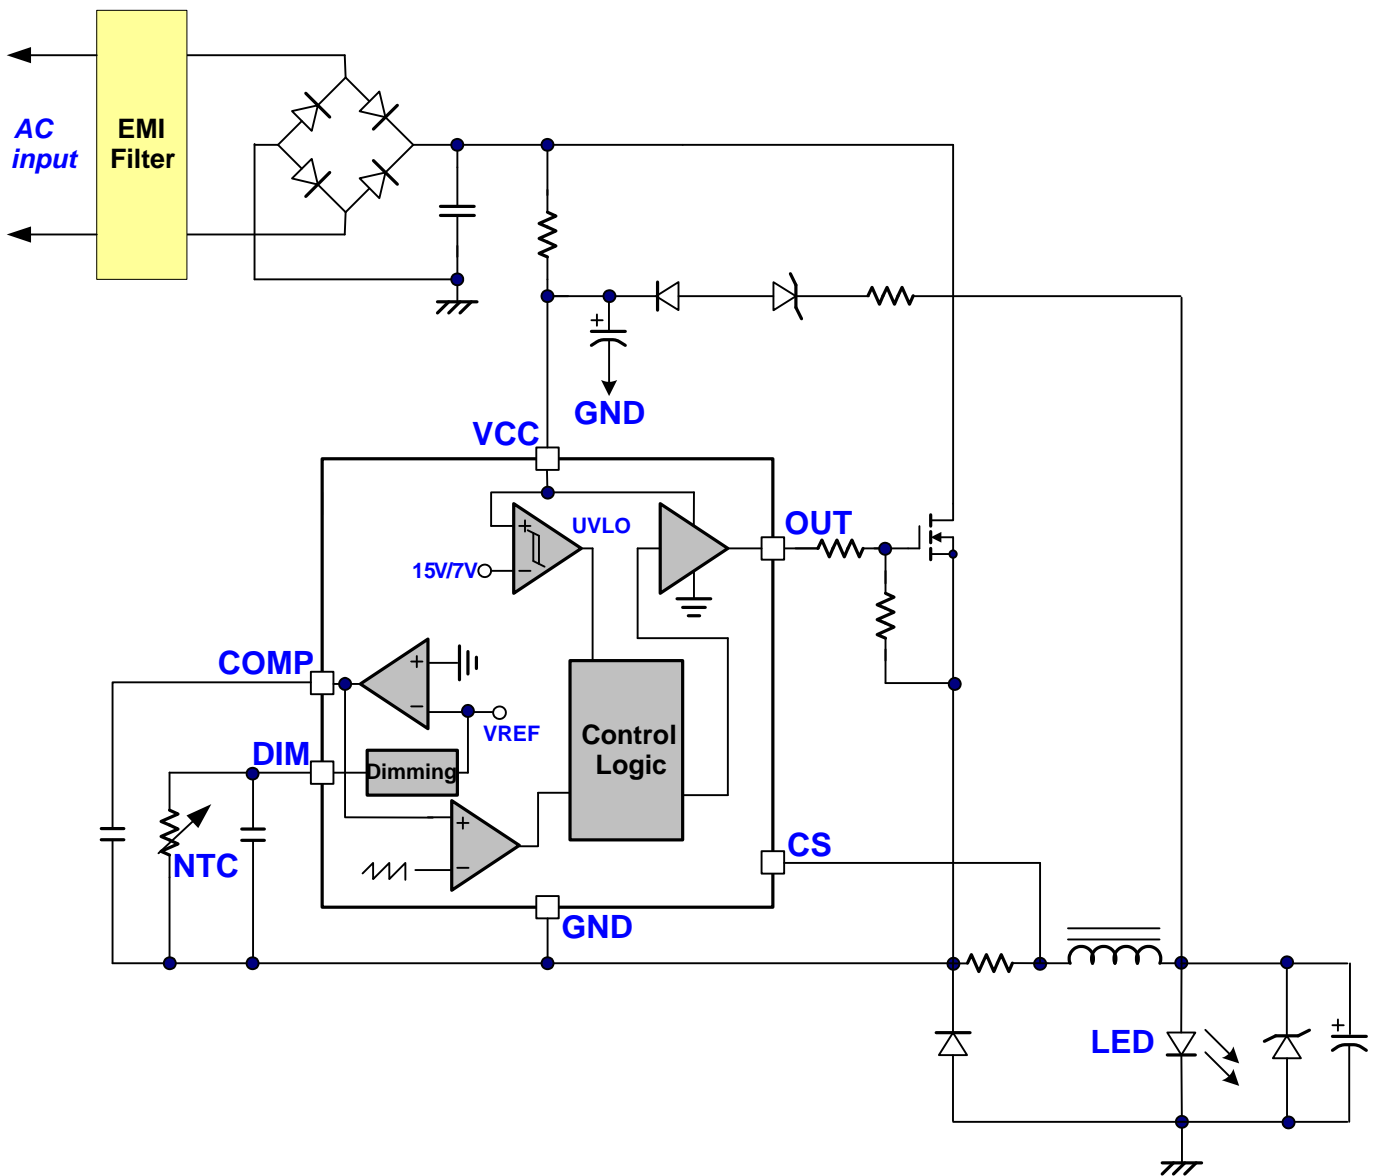 AC
input
EMI
Filter
+
GND
VCC
+
UVLO
OUT
15V/7V
−
COMP
+
−
VREF
Control
Logic
DIM
Dimming
+
−
NTC
CS
GND
LED
+